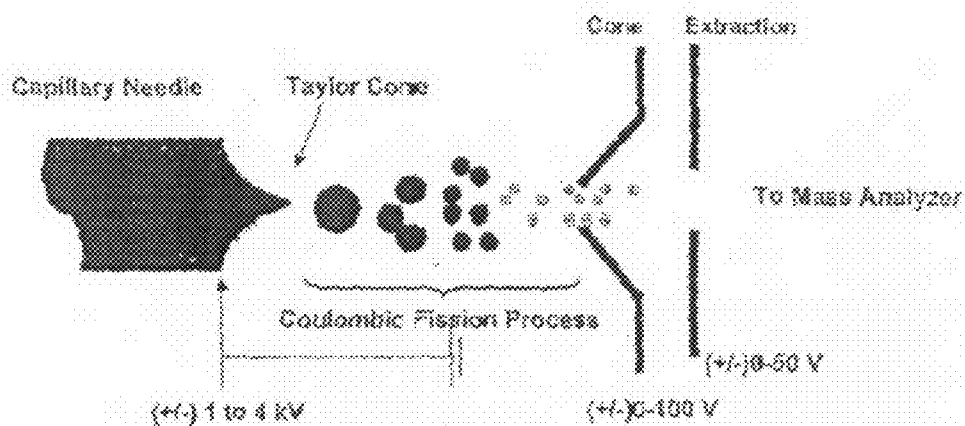 Cone Extraction
Capillary Needle Taylor Cone
To Mass Analyzer
Coulombic Fission Process
(+/-)0-50 V
(+/-) 1 to 4 kV (+/-)0-100 V